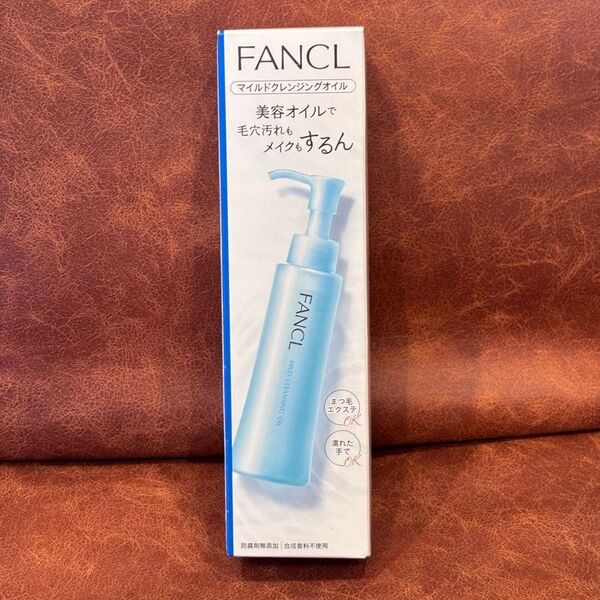 FANCL
マイルドクレンジングオイル
美容オイルで
毛穴汚れも
メイクもするん
FANCL
MILD CLEANSING OIL
まつ毛
エクステ
OK
濡れた
手で
OK
防腐剤無添加|合成香料不使用